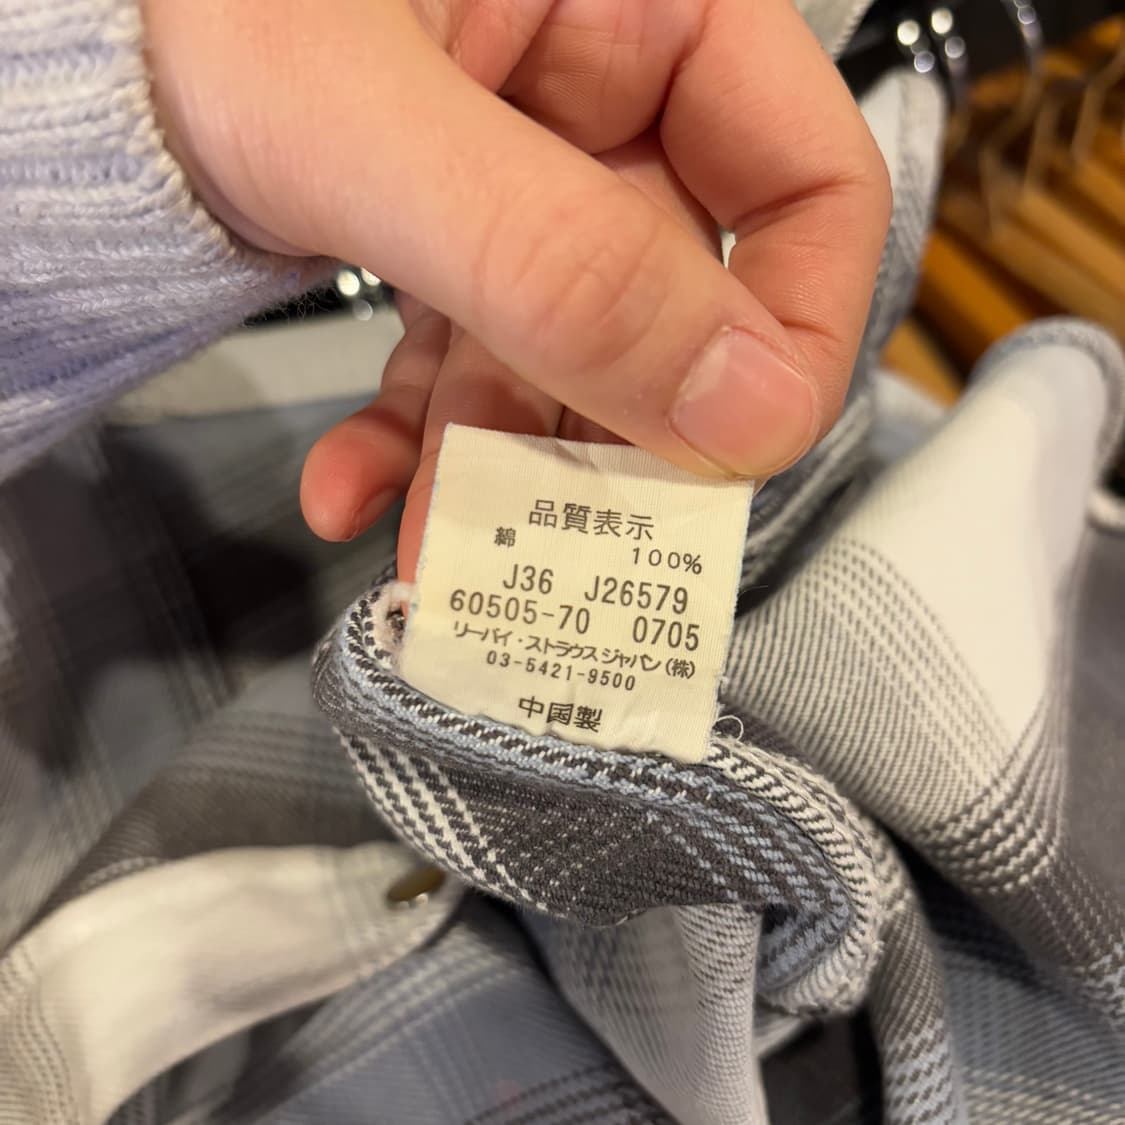 品質表示
綿 100%
J36 J26579
60505-70 0705
リーバイ・ストラウスジャパン(株)
03-5421-9500
中国製